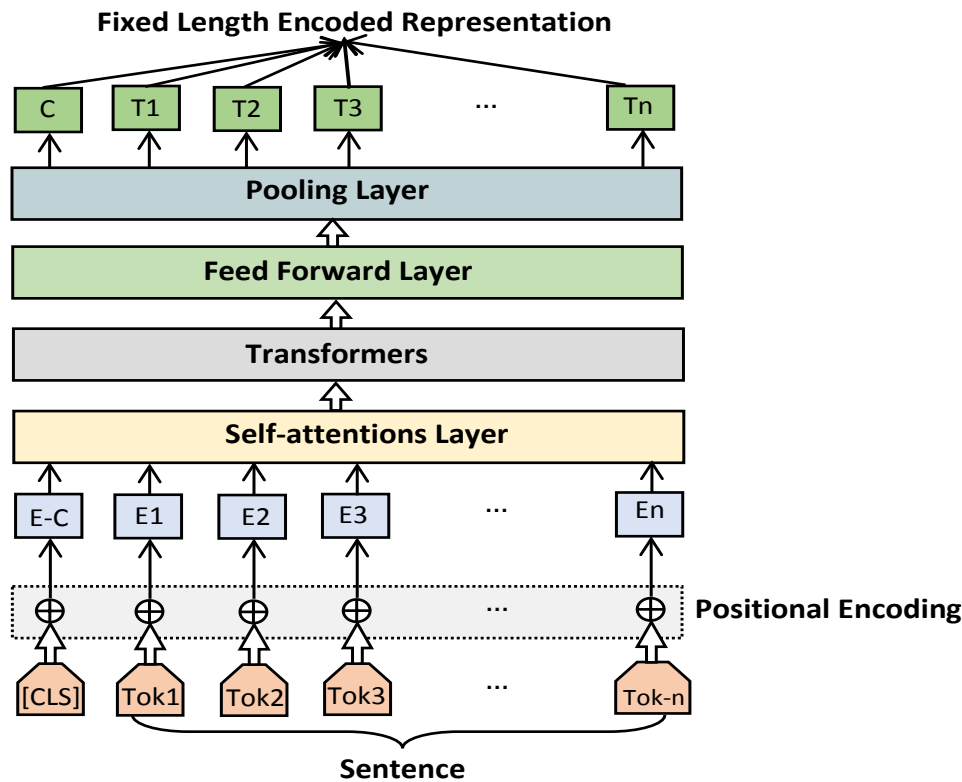 Fixed Length Encoded Representation
C T1 T2 T3 ... Tn
Pooling Layer
Feed Forward Layer
Transformers
Self-attentions Layer
E-C E1 E2 E3 ... En
... Positional Encoding
[CLS] Tok1 Tok2 Tok3 ... Tok-n
Sentence